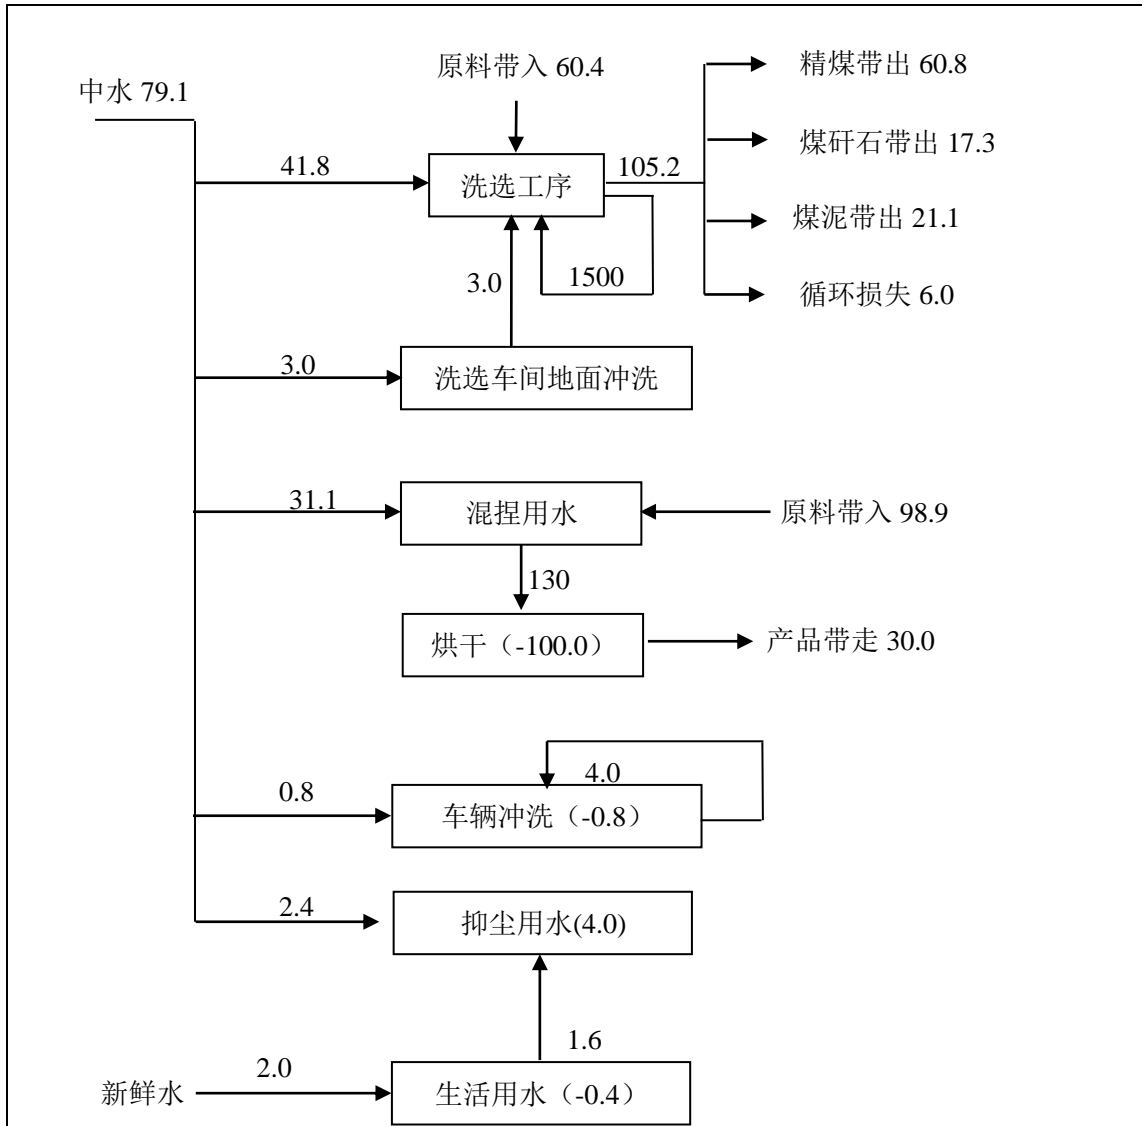 原料带入 60.4
精煤带出 60.8
中水 79.1
煤矸石带出 17.3
41.8
洗选工序
105.2
煤泥带出 21.1
3.0
1500
循环损失 6.0
3.0
洗选车间地面冲洗
31.1
混捏用水
原料带入 98.9
130
烘干（-100.0）
产品带走 30.0
4.0
0.8
车辆冲洗（-0.8）
2.4
抑尘用水(4.0)
1.6
2.0
新鲜水
生活用水（-0.4）